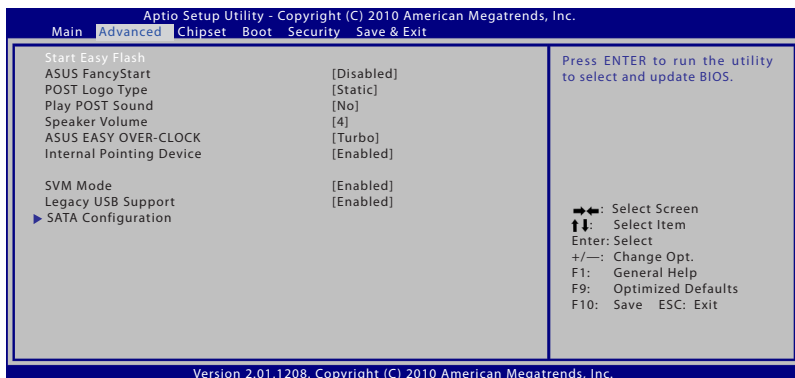 Aptio Setup Utility - Copyright (C) 2010 American Megatrends, Inc.
Main Advanced Chipset Boot Security Save & Exit
Start Easy Flash
ASUS FancyStart [Disabled]
POST Logo Type [Static]
Play POST Sound [No]
Speaker Volume [4]
ASUS EASY OVER-CLOCK [Turbo]
Internal Pointing Device [Enabled]
SVM Mode [Enabled]
Legacy USB Support [Enabled]
SATA Configuration
Press ENTER to run the utility
to select and update BIOS.
→←: Select Screen
↑↓: Select Item
Enter: Select
+/—: Change Opt.
F1: General Help
F9: Optimized Defaults
F10: Save ESC: Exit
Version 2.01.1208. Copyright (C) 2010 American Megatrends, Inc.